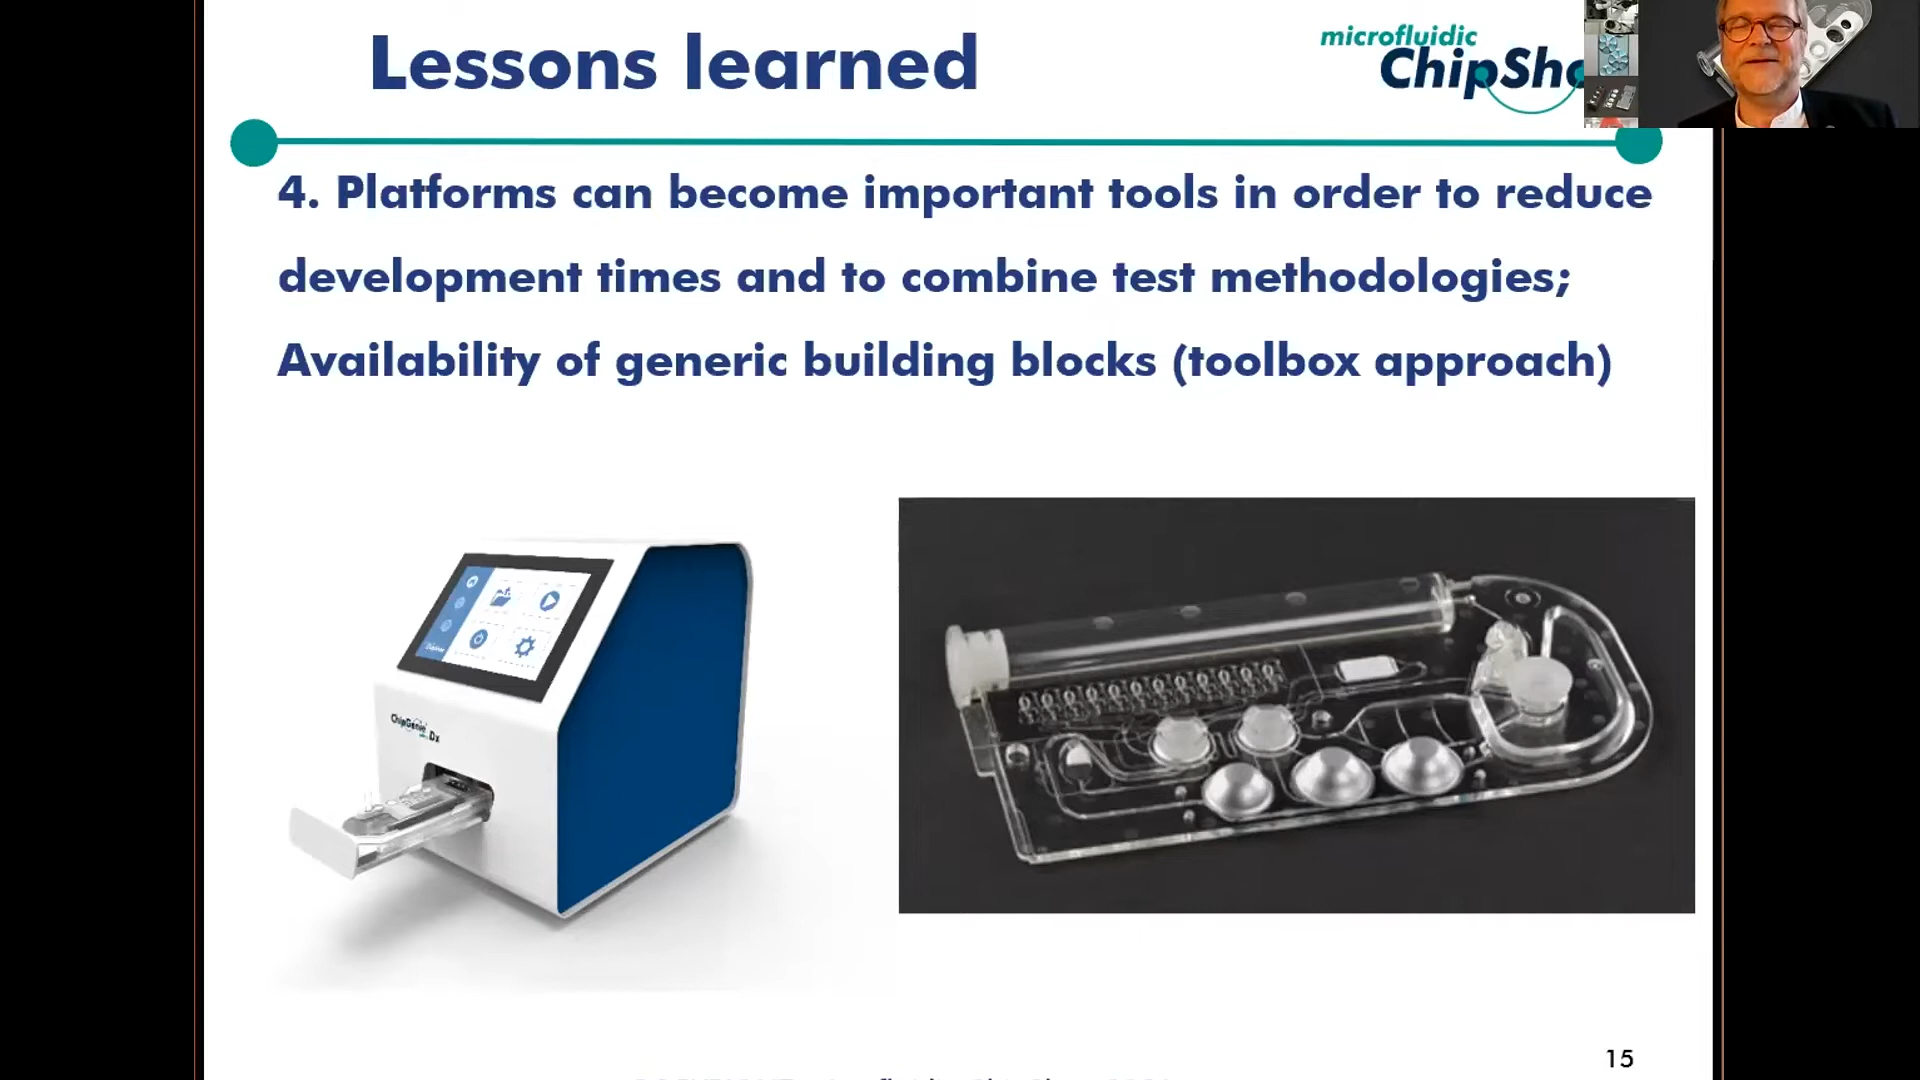 Lessons learned
microfluidic
ChipSho
4. Platforms can become important tools in order to reduce
development times and to combine test methodologies;
Availability of generic building blocks (toolbox approach)
ChipGenie
Dx
15